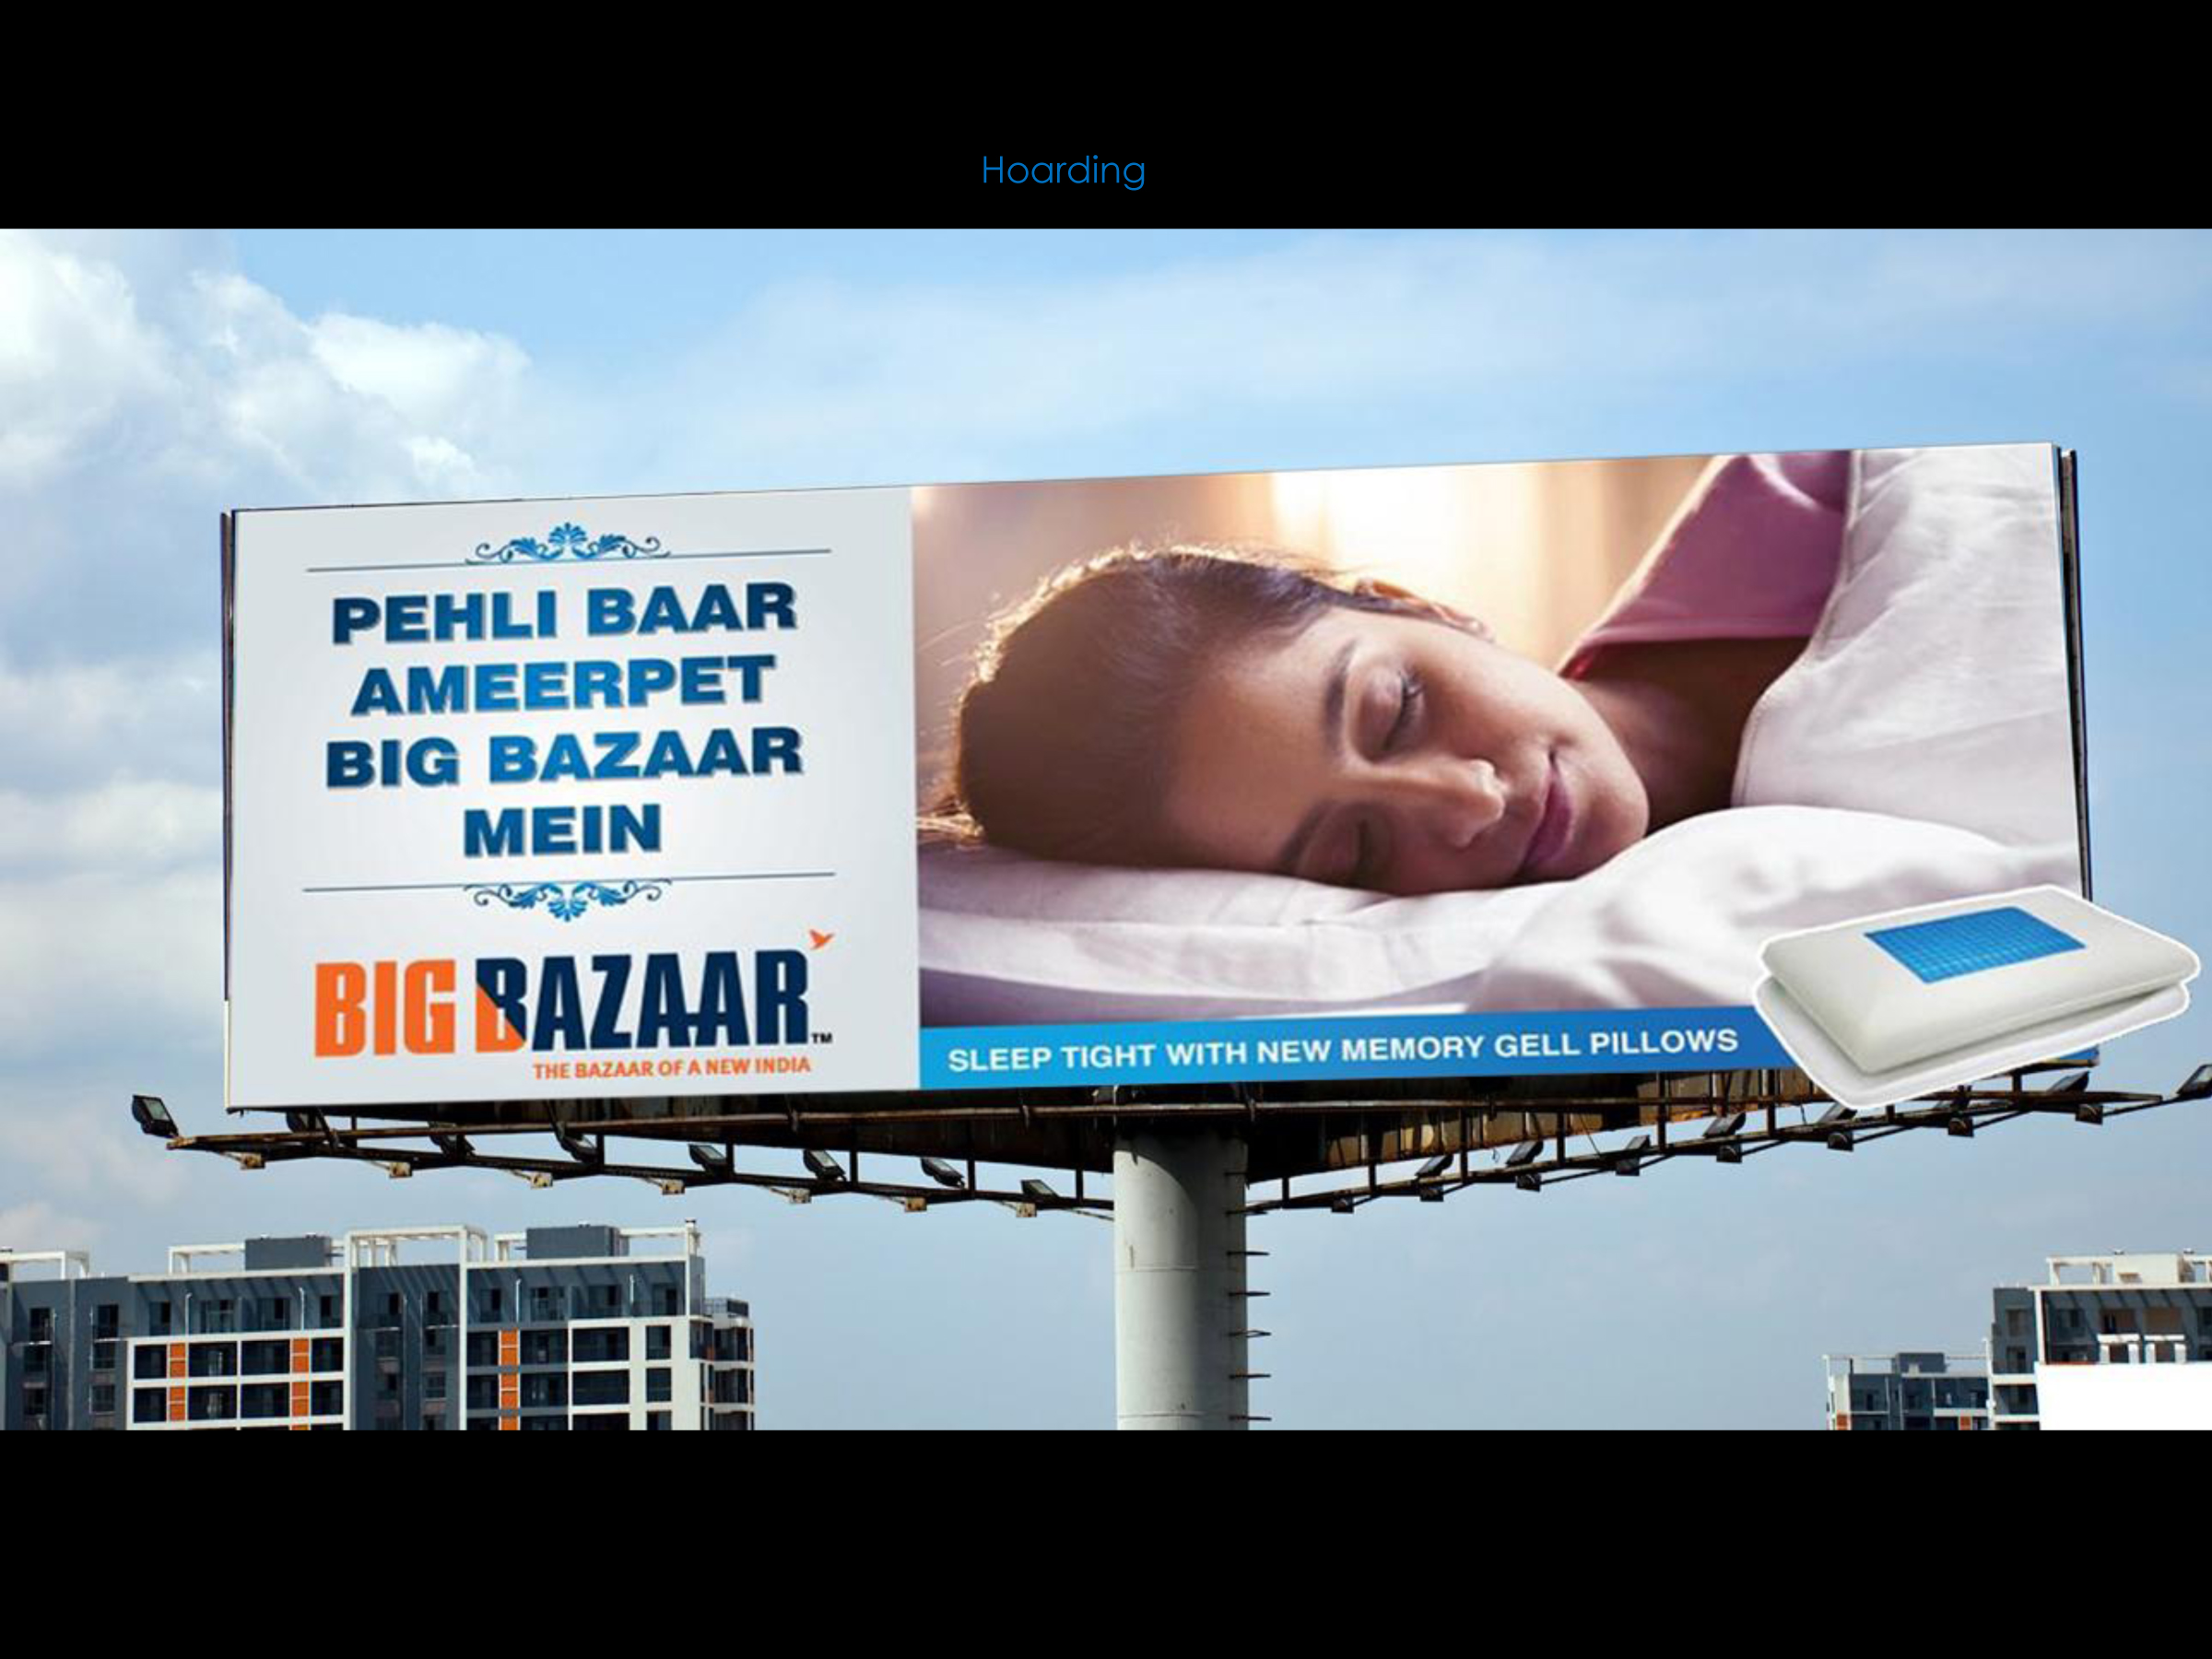 Hoarding
PEHLI BAAR
AMEERPET
BIG BAZAAR
MEIN
BIG BAZAAR™
THE BAZAAR OF A NEW INDIA
SLEEP TIGHT WITH NEW MEMORY GELL PILLOWS